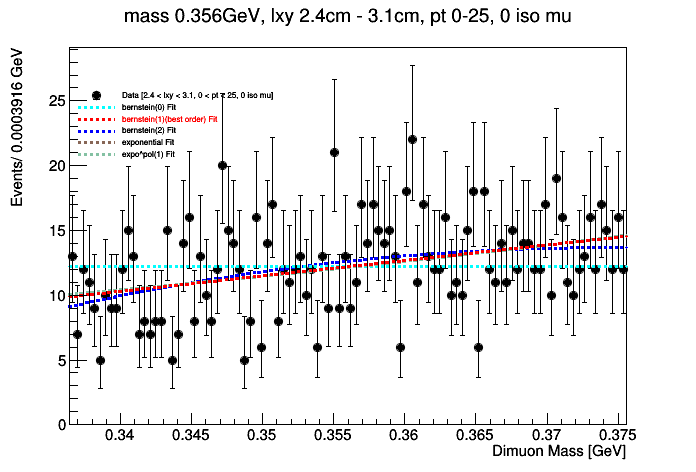 mass 0.356GeV, lxy 2.4cm - 3.1cm, pt 0-25, 0 iso mu
Events/ 0.0003916 GeV
25
20
15
10
5
0
Data [2.4 < lxy < 3.1, 0 < pt < 25, 0 iso mu]
bernstein(0) Fit
bernstein(1)(best order) Fit
bernstein(2) Fit
exponential Fit
expo*pol(1) Fit
0.34 0.345 0.35 0.355 0.36 0.365 0.37 0.375
Dimuon Mass [GeV]